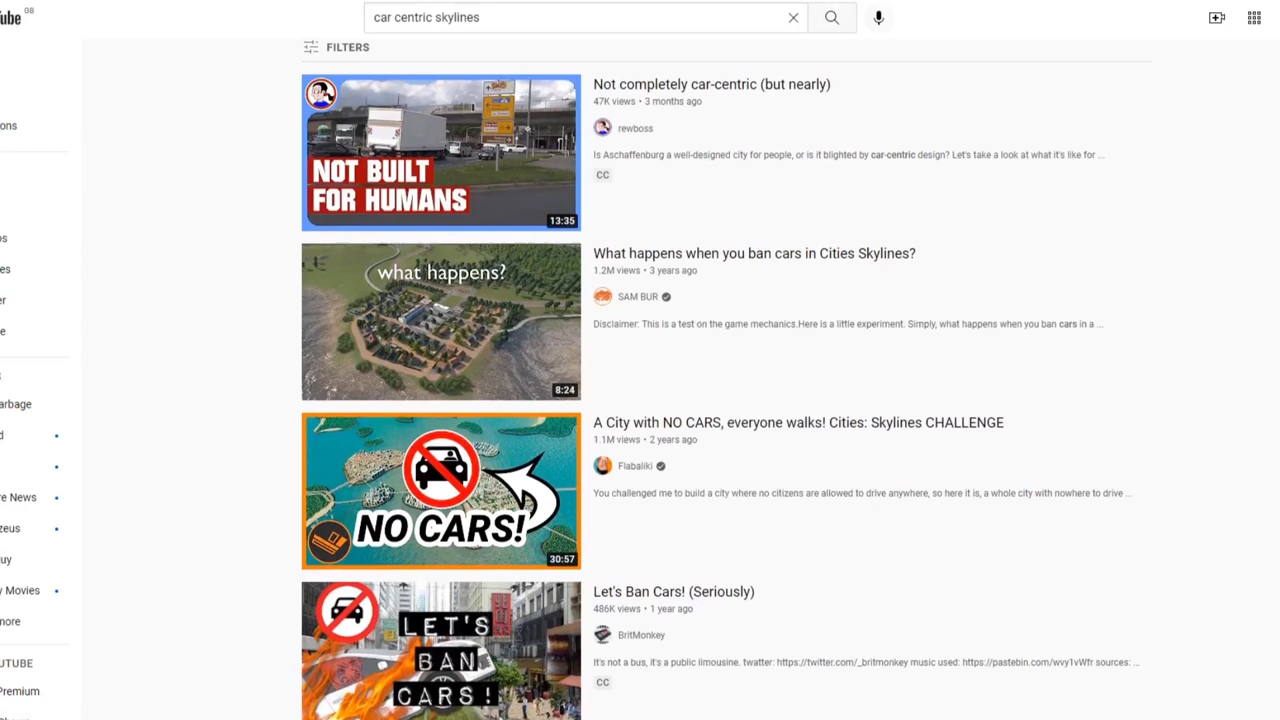 ube GB
car centric skylines
FILTERS
ons
os
es
er
e
s
arbage
d
re News
zeus
uy
y Movies
more
UTUBE
Premium
NOT BUILT
FOR HUMANS
13:35
Not completely car-centric (but nearly)
47K views • 3 months ago
rewboss
Is Aschaffenburg a well-designed city for people, or is it blighted by car-centric design? Let's take a look at what it's like for ...
CC
what happens?
8:24
What happens when you ban cars in Cities Skylines?
1.2M views • 3 years ago
SAM BUR
Disclaimer: This is a test on the game mechanics.Here is a little experiment. Simply, what happens when you ban cars in a ...
NO CARS!
30:57
A City with NO CARS, everyone walks! Cities: Skylines CHALLENGE
1.1M views • 2 years ago
Flabaliki
You challenged me to build a city where no citizens are allowed to drive anywhere, so here it is, a whole city with nowhere to drive ...
LET'S
BAN
CARS!
Let's Ban Cars! (Seriously)
486K views • 1 year ago
BritMonkey
It's not a bus, it's a public limousine. twatter: https://twitter.com/_britmonkey music used: https://pastebin.com/wvy1vWfr sources: ...
CC